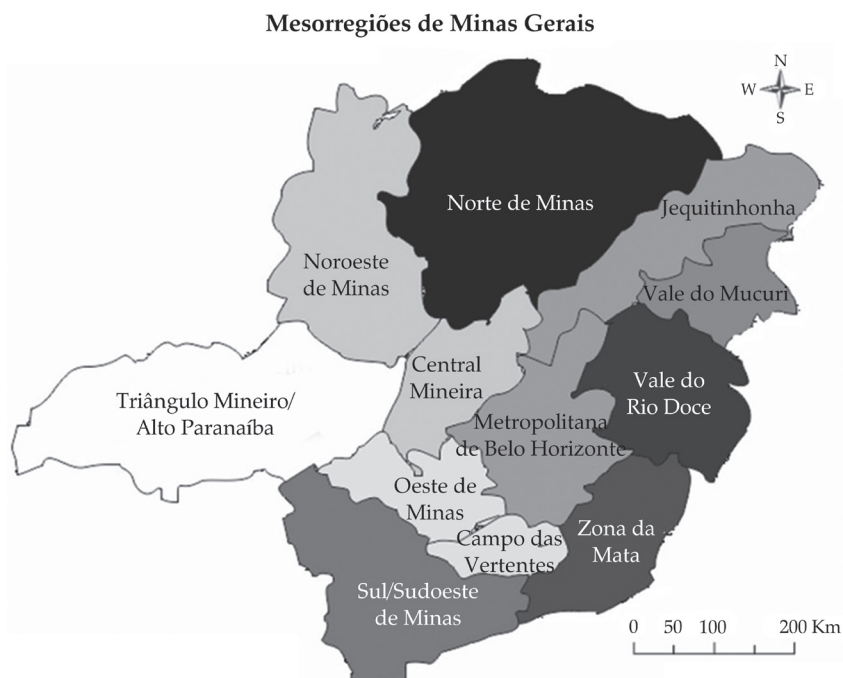 Mesorregiões de Minas Gerais
N
W E
S
Norte de Minas
Jequitinhonha
Noroeste
de Minas
Vale do Mucuri
Central
Mineira
Vale do
Rio Doce
Triângulo Mineiro/
Alto Paranaíba
Metropolitana
de Belo Horizonte
Oeste de
Minas
Campo das
Vertentes
Zona da
Mata
Sul/Sudoeste
de Minas
0 50 100 200 Km